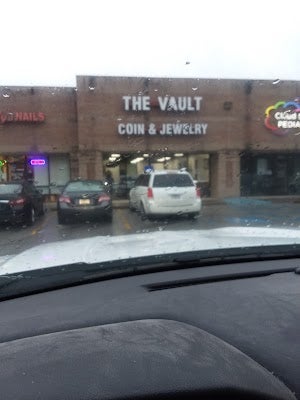 THE VAULT
COIN & JEWELRY
NAILS